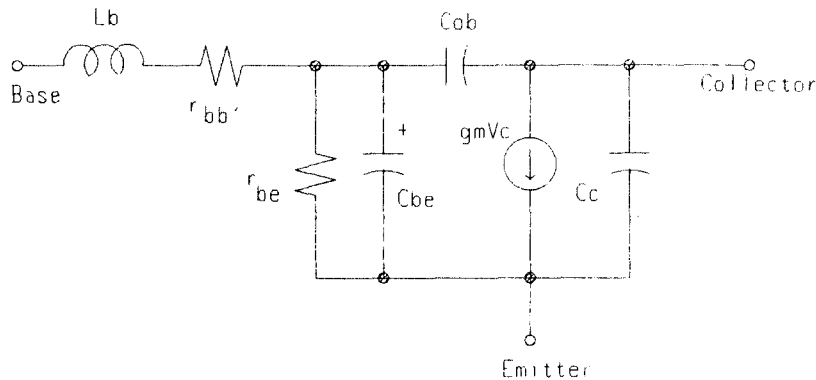 Lb
Cob
Base
rbb'
Collector
gmVc
+
rbe
Cbe
Cc
Emitter